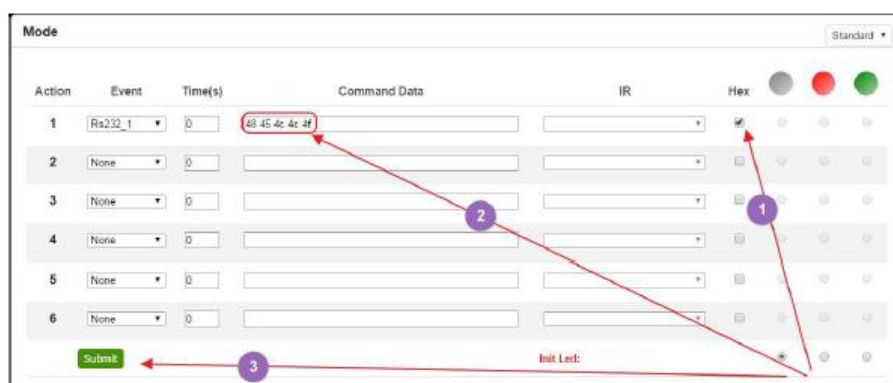 Mode
Standard
Action Event Time(s) Command Data IR Hex
1 Rs232_1 0 48 45 4c 4c 4f
2 None 0
3 None 0
4 None 0
5 None 0
6 None 0
1
2
3
Submit Init Led: